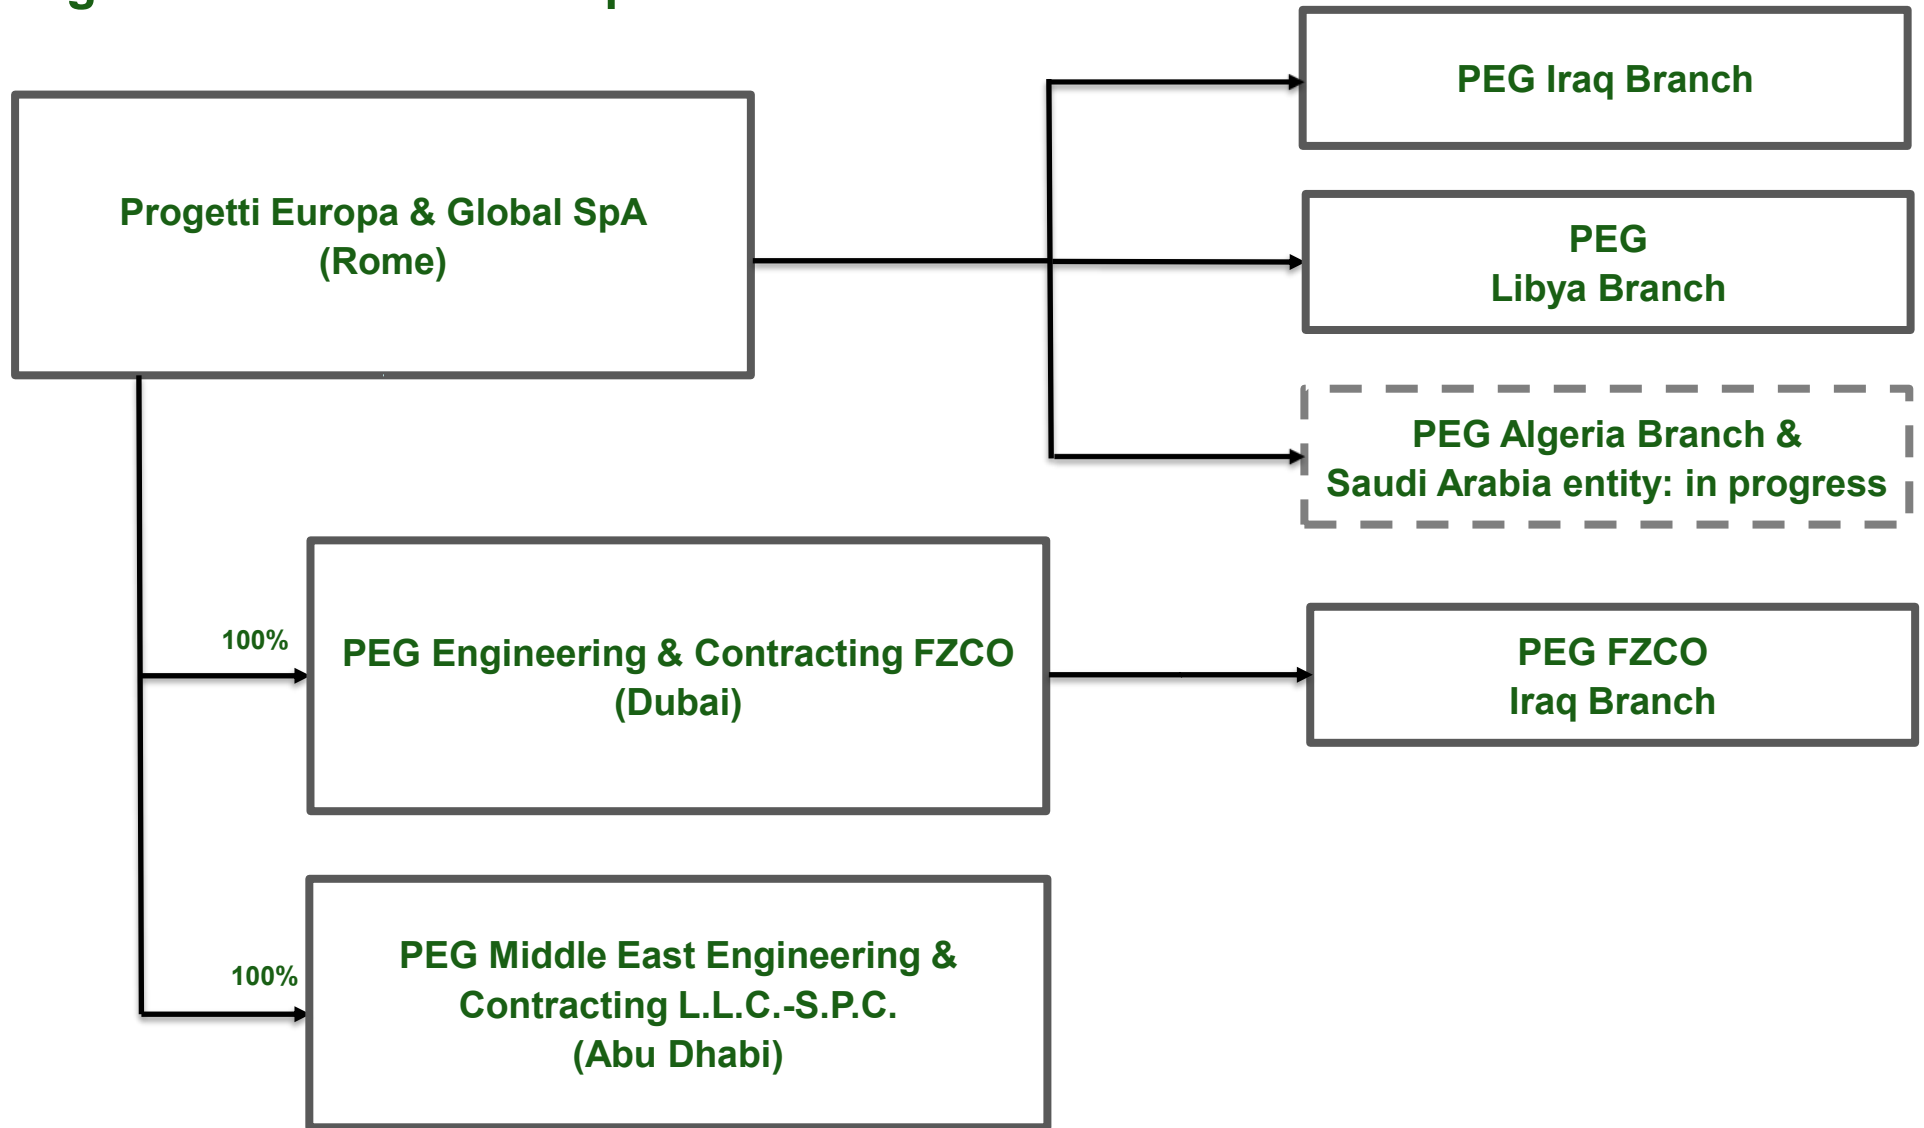 PEG Iraq Branch
Progetti Europa & Global SpA
(Rome)
PEG
Libya Branch
PEG Algeria Branch &
Saudi Arabia entity: in progress
100%
PEG Engineering & Contracting FZCO
(Dubai)
PEG FZCO
Iraq Branch
100%
PEG Middle East Engineering &
Contracting L.L.C.-S.P.C.
(Abu Dhabi)